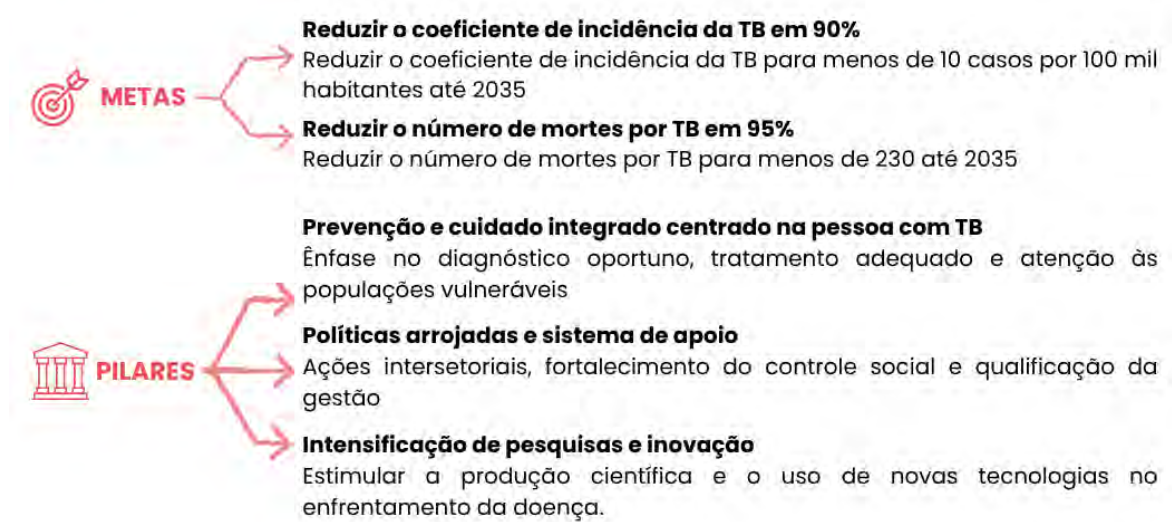 METAS
Reduzir o coeficiente de incidência da TB em 90%
Reduzir o coeficiente de incidência da TB para menos de 10 casos por 100 mil
habitantes até 2035
Reduzir o número de mortes por TB em 95%
Reduzir o número de mortes por TB para menos de 230 até 2035
PILARES
Prevenção e cuidado integrado centrado na pessoa com TB
Ênfase no diagnóstico oportuno, tratamento adequado e atenção às
populações vulneráveis
Políticas arrojadas e sistema de apoio
Ações intersetoriais, fortalecimento do controle social e qualificação da
gestão
Intensificação de pesquisas e inovação
Estimular a produção científica e o uso de novas tecnologias no
enfrentamento da doença.